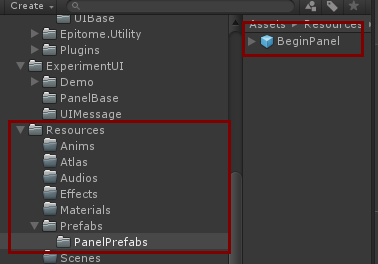 Create
UIBase
Epitome.Utility
Plugins
ExperimentUI
Demo
PanelBase
UIMessage
Resources
Anims
Atlas
Audios
Effects
Materials
Prefabs
PanelPrefabs
Scenes
Assets Resources
BeginPanel